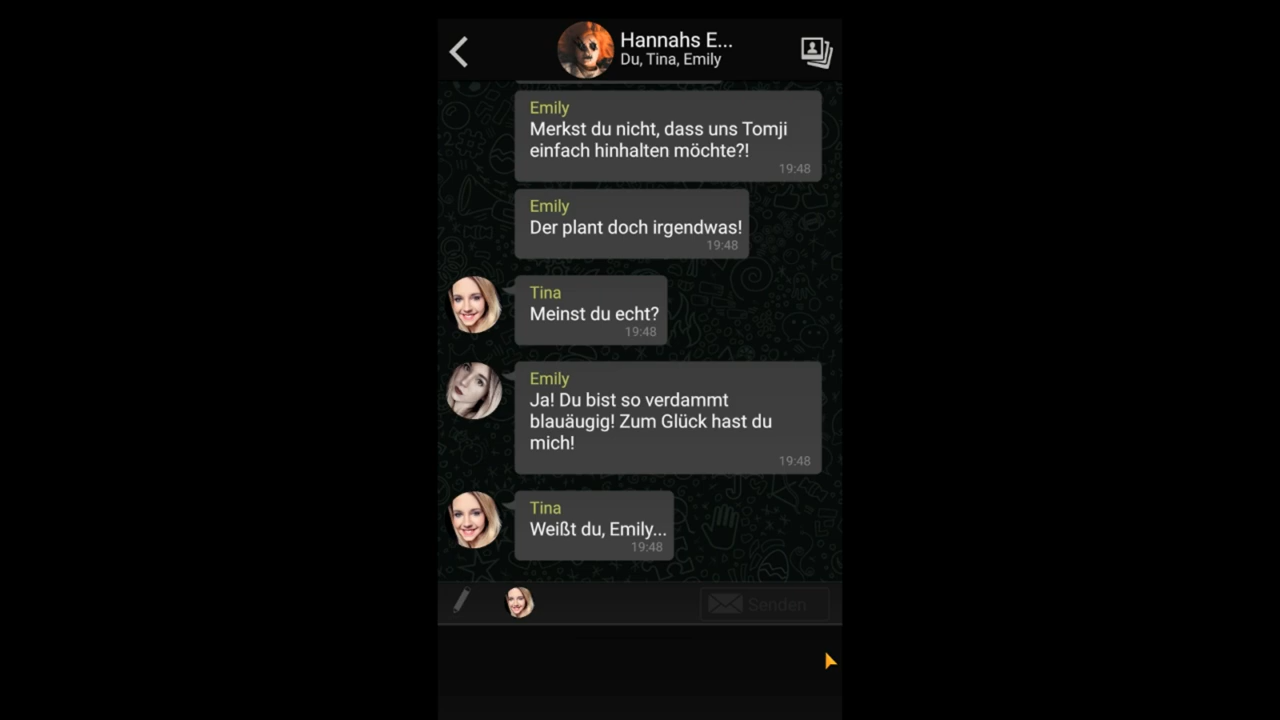 Hannahs E...
Du, Tina, Emily
Emily
Merkst du nicht, dass uns Tomji
einfach hinhalten möchte?!
19:48
Emily
Der plant doch irgendwas!
19:48
Tina
Meinst du echt?
19:48
Emily
Ja! Du bist so verdammt
blauäugig! Zum Glück hast du
mich!
19:48
Tina
Weißt du, Emily...
19:48
Senden